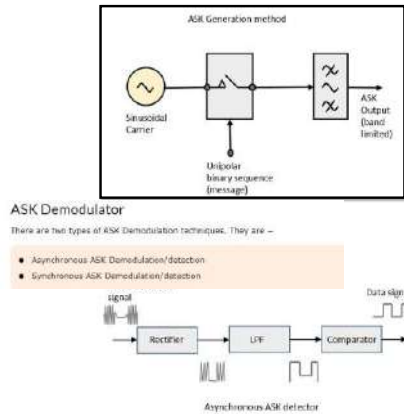 ASK Generation method
Sinusoidal
Carrier
ASK
Output
(band
limited)
Unipolar
binary sequence
(message)
ASK Demodulator
There are two types of ASK Demodulation techniques. They are −
Asynchronous ASK Demodulation/detection
Synchronous ASK Demodulation/detection
signal
Data sign
Rectifier
LPF
Comparator
Asynchronous ASK detector